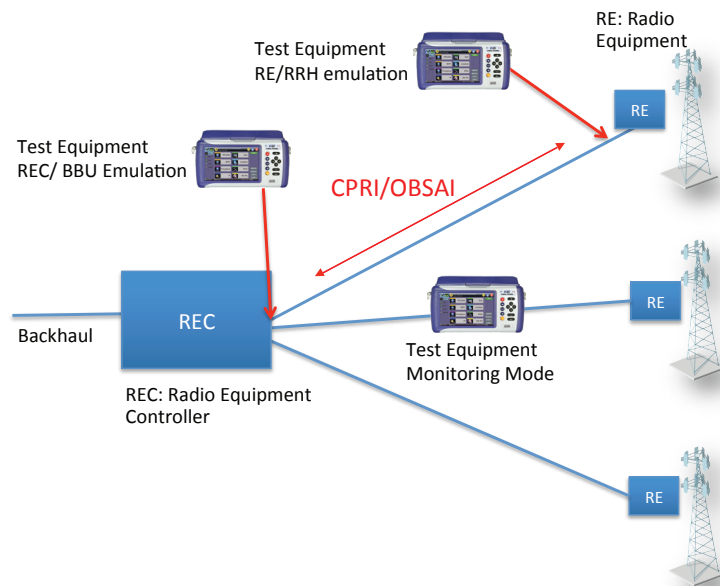 RE: Radio
Equipment
Test Equipment
RE/RRH emulation
RE
Test Equipment
REC/ BBU Emulation
CPRI/OBSAI
REC
RE
Backhaul
Test Equipment
Monitoring Mode
REC: Radio Equipment
Controller
RE